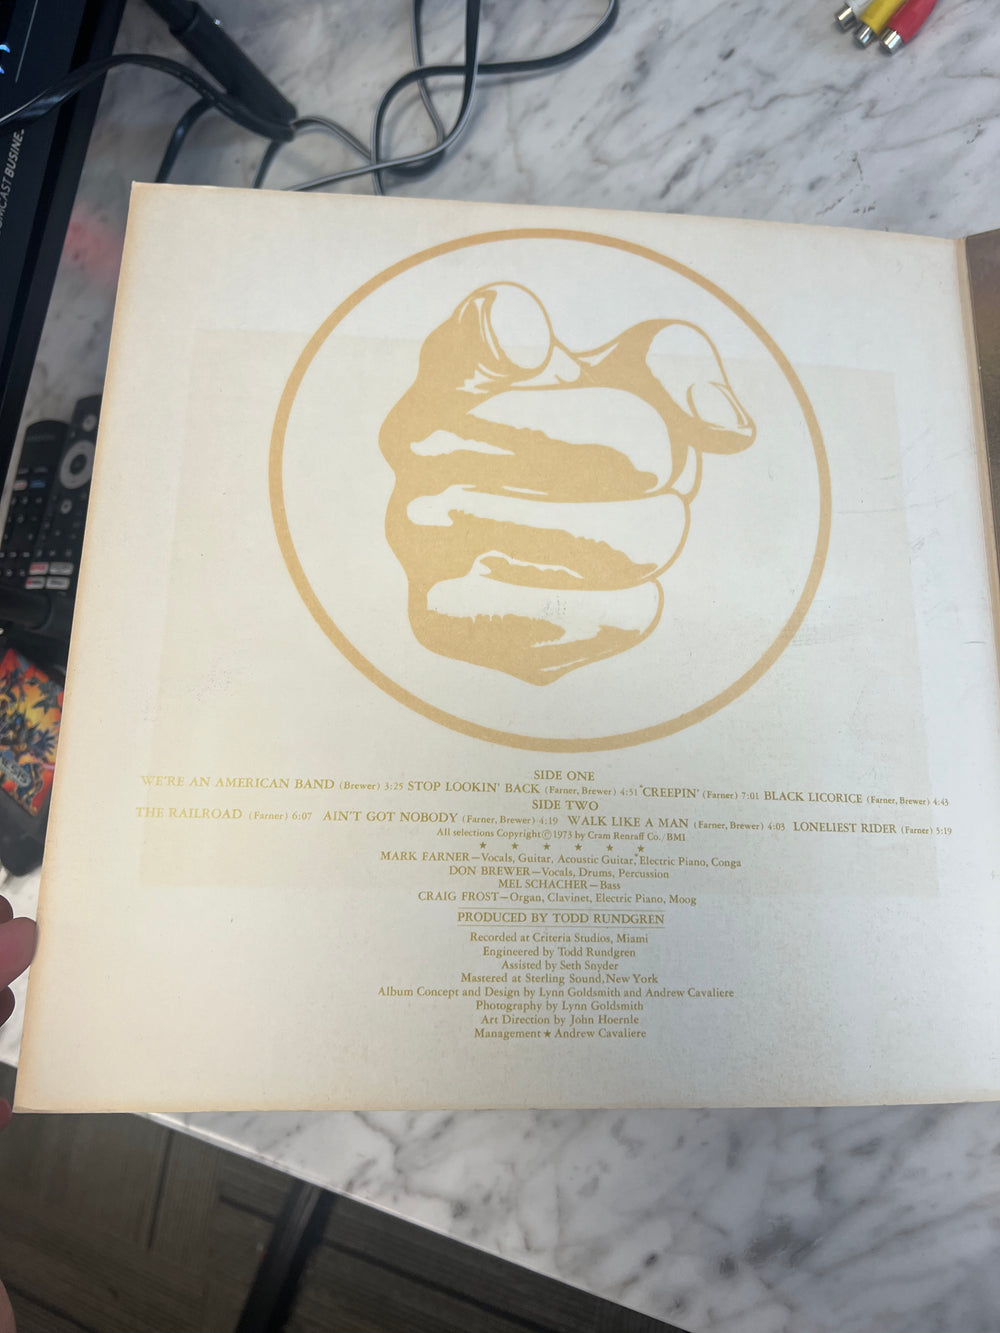 COMCAST BUSINE
SIDE ONE
WE'RE AN AMERICAN BAND (Brewer) 3:25 STOP LOOKIN' BACK (Farner, Brewer) 4:51 *CREEPIN' (Farner) 7:01 BLACK LICORICE (Farner, Brewer) 4:43
SIDE TWO
THE RAILROAD (Farner) 6:07 AIN'T GOT NOBODY (Farner, Brewer) 4:19 WALK LIKE A MAN (Farner, Brewer) 4:03 LONELIEST RIDER (Farner) 5:19
All selections Copyright © 1973 by Cram Renraff Co./BMI
★ ★ ★ ★ ★ ★
MARK FARNER—Vocals, Guitar, Acoustic Guitar, *Electric Piano, Conga
DON BREWER—Vocals, Drums, Percussion
MEL SCHACHER—Bass
CRAIG FROST—Organ, Clavinet, Electric Piano, Moog
PRODUCED BY TODD RUNDGREN
Recorded at Criteria Studios, Miami
Engineered by Todd Rundgren
Assisted by Seth Snyder
Mastered at Sterling Sound, New York
Album Concept and Design by Lynn Goldsmith and Andrew Cavaliere
Photography by Lynn Goldsmith
Art Direction by John Hoernle
Management ★ Andrew Cavaliere